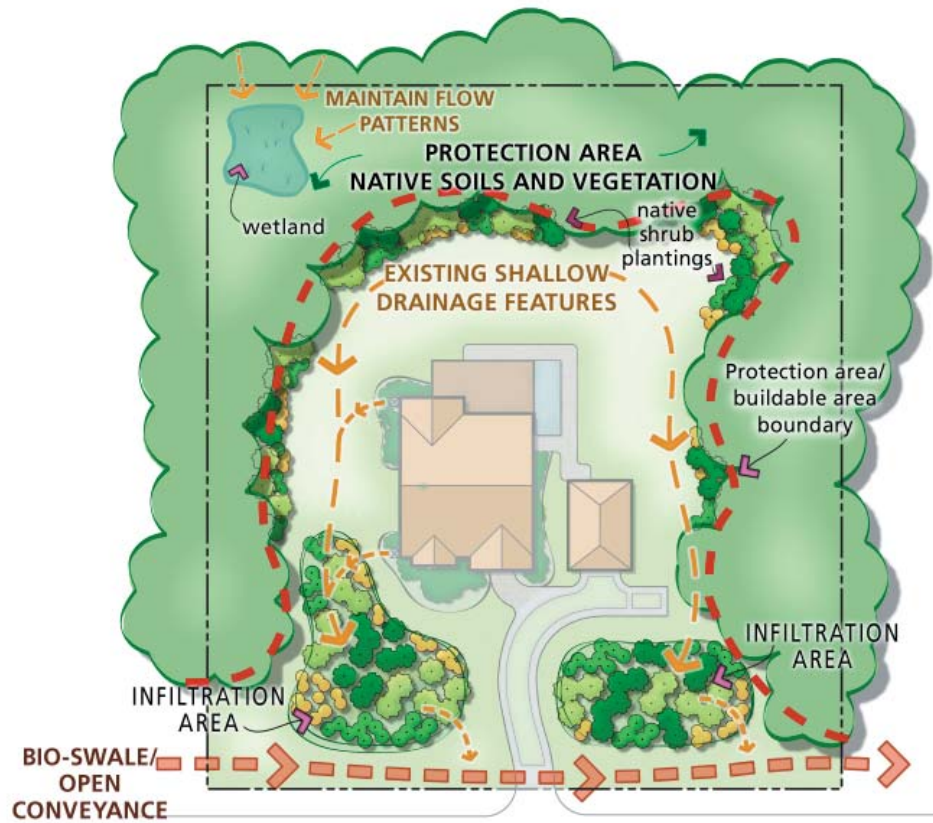 MAINTAIN FLOW
PATTERNS
PROTECTION AREA
NATIVE SOILS AND VEGETATION
wetland
native
shrub
plantings
EXISTING SHALLOW
DRAINAGE FEATURES
Protection area/
buildable area
boundary
INFILTRATION
AREA
INFILTRATION
AREA
BIO-SWALE/
OPEN
CONVEYANCE